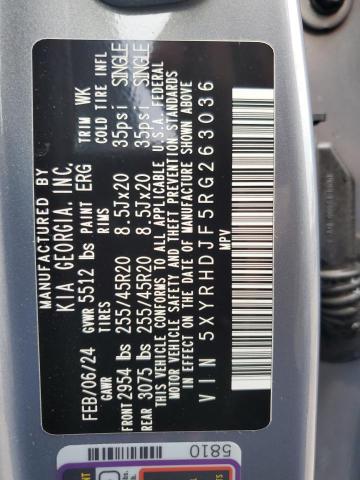 MANUFACTURED BY
KIA GEORGIA, INC.
FEB/06/24
GVWR 5512 lbs
PAINT ERG
TRIM WK
GAWR
TIRES
RIMS
COLD TIRE INFL
FRONT 2954 lbs 255/45R20 8.5Jx20 35psi SINGLE
REAR 3075 lbs 255/45R20 8.5Jx20 35psi SINGLE
GAWR
THIS VEHICLE CONFORMS TO ALL APPLICABLE U.S.A. FEDERAL
MOTOR VEHICLE SAFETY AND THEFT PREVENTION STANDARDS
IN EFFECT ON THE DATE OF MANUFACTURE SHOWN ABOVE.
VIN 5XYRHDJF5RG263036
MPV
5810